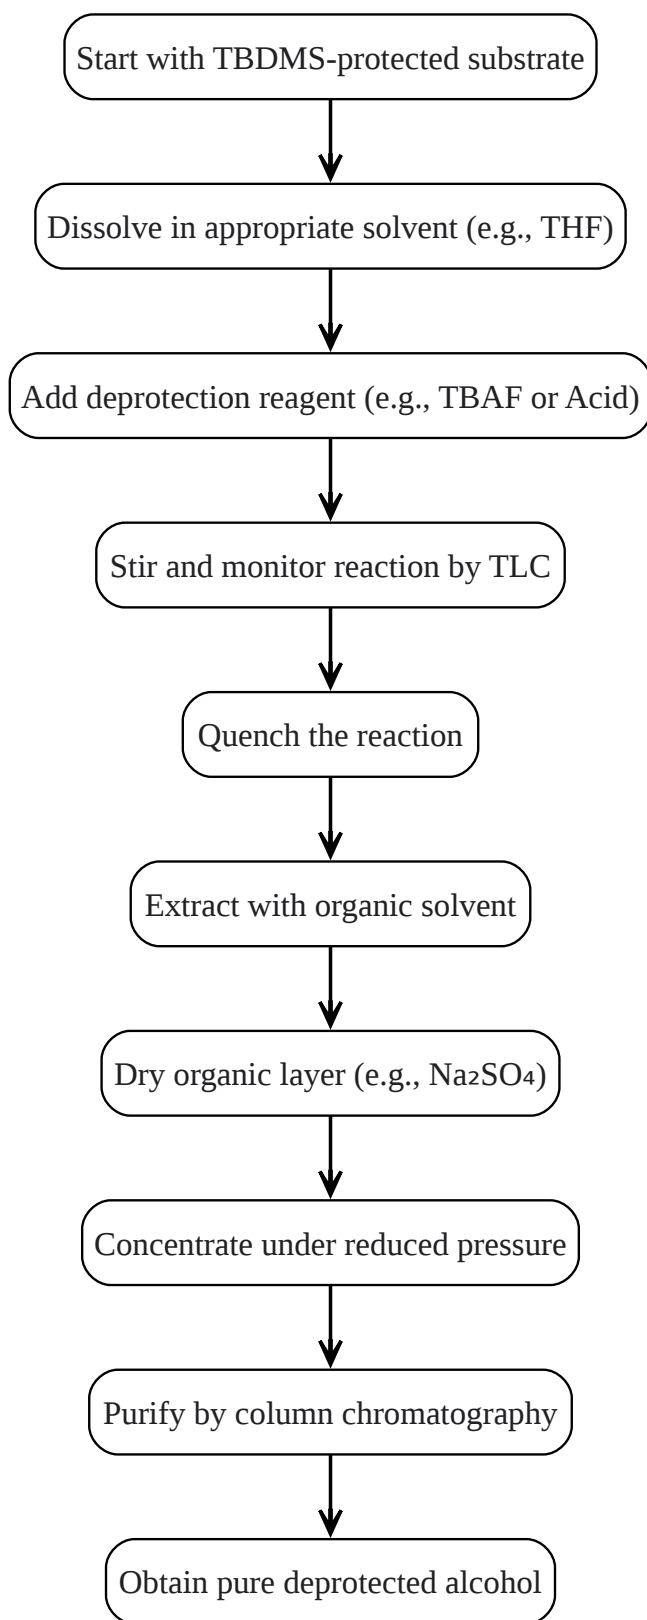 Start with TBDMS-protected substrate
Dissolve in appropriate solvent (e.g., THF)
Add deprotection reagent (e.g., TBAF or Acid)
Stir and monitor reaction by TLC
Quench the reaction
Extract with organic solvent
Dry organic layer (e.g., Na₂SO₄)
Concentrate under reduced pressure
Purify by column chromatography
Obtain pure deprotected alcohol